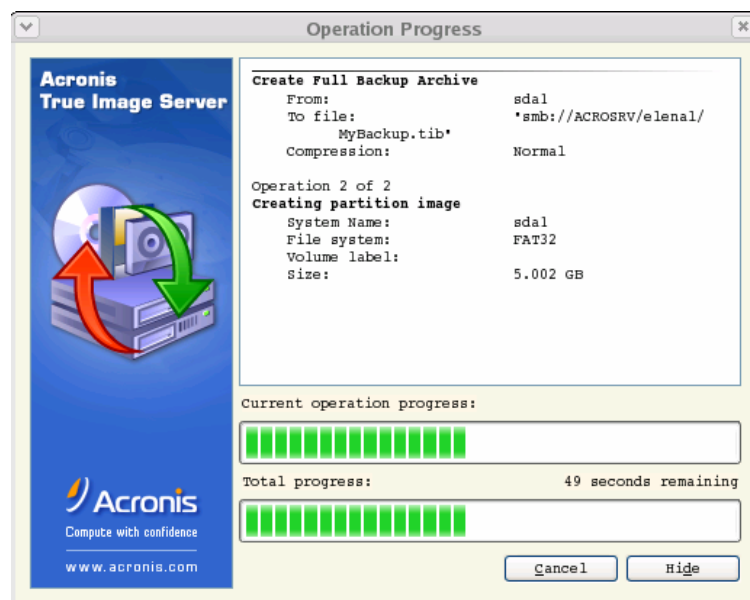 Operation Progress
Acronis
True Image Server
Create Full Backup Archive
From: sda1
To file: "smb://ACROSRV/elena1/
MyBackup.tib"
Compression: Normal
Operation 2 of 2
Creating partition image
System Name: sda1
File system: FAT32
Volume label:
Size: 5.002 GB
Current operation progress:
Total progress: 49 seconds remaining
Acronis
Compute with confidence
www.acronis.com
Cancel Hide